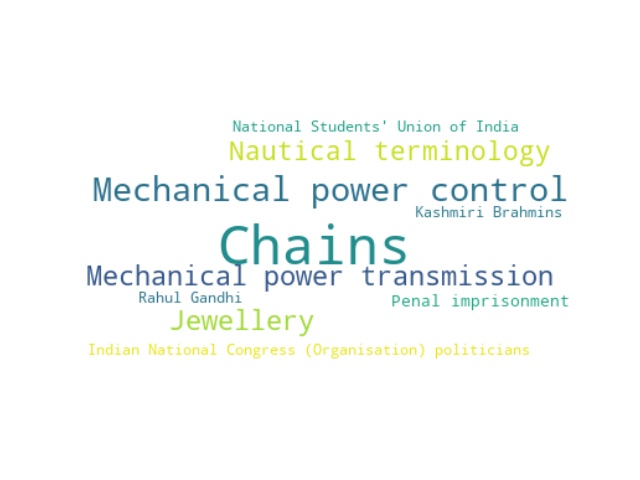 National Students' Union of India
Nautical terminology
Mechanical power control
Kashmiri Brahmins
Chains
Mechanical power transmission
Rahul Gandhi
Penal imprisonment
Jewellery
Indian National Congress (Organisation) politicians